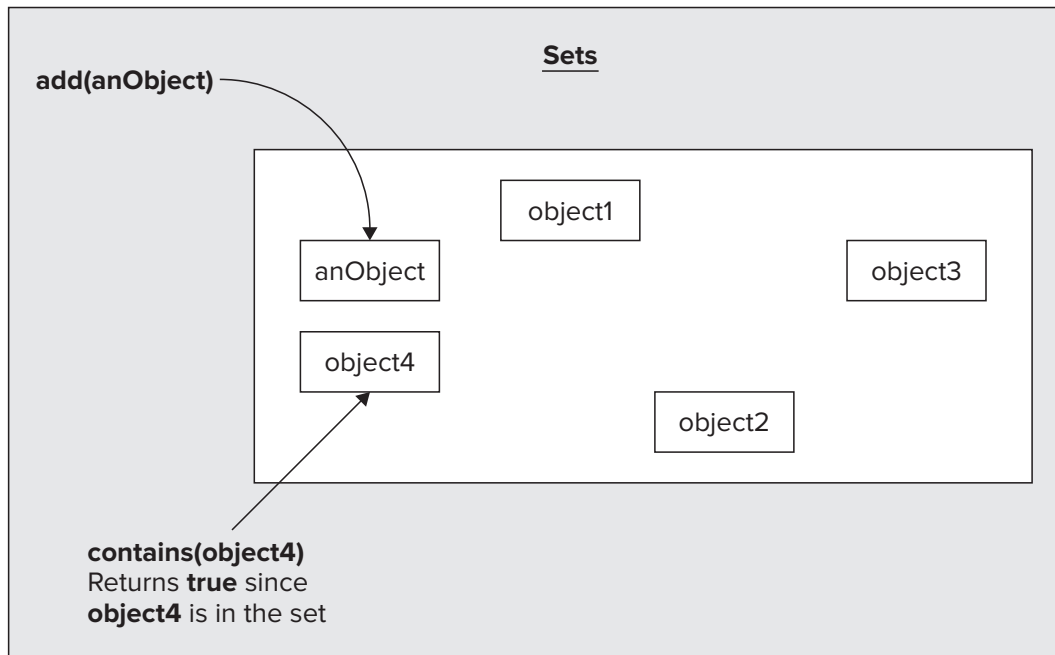 Sets
add(anObject)
object1
anObject
object3
object4
object2
contains(object4)
Returns true since
object4 is in the set